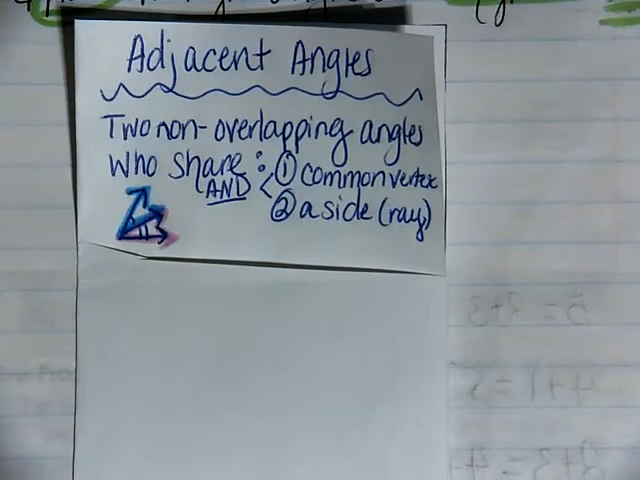 Adjacent Angles
Two non-overlapping angles
who share: ① common vertex
AND < ② a side (ray)